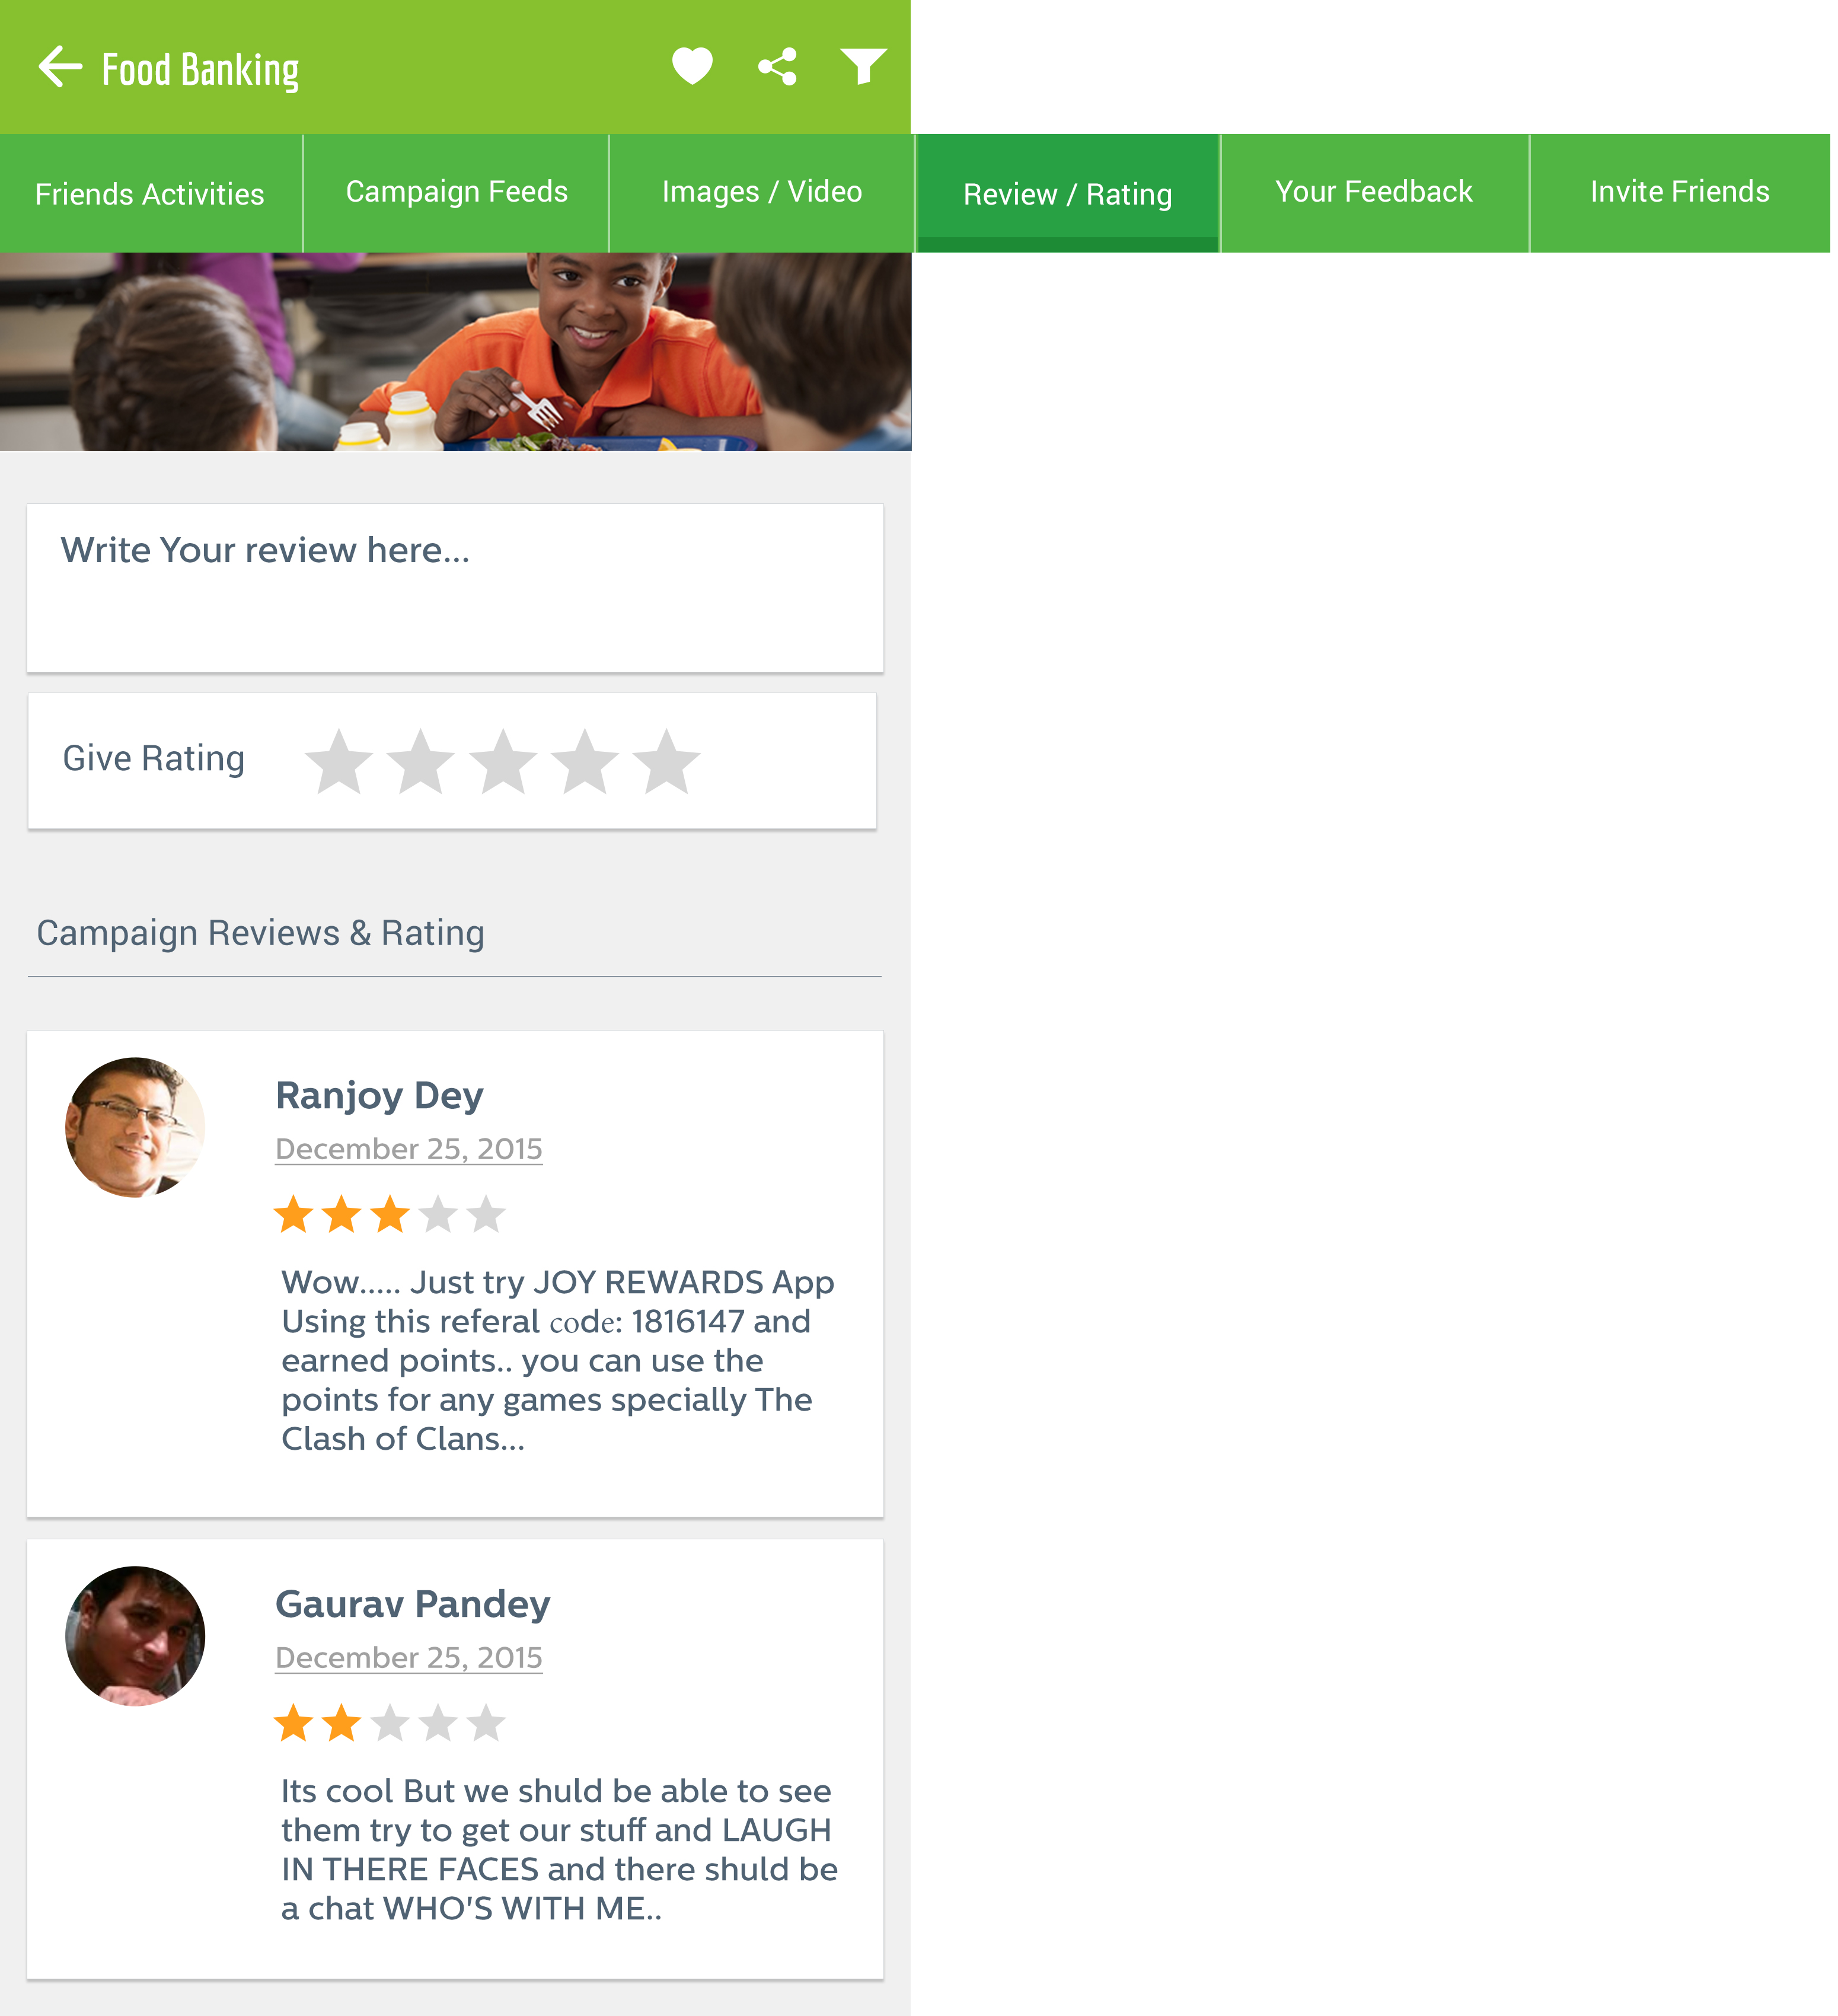 Food Banking
Friends Activities
Campaign Feeds
Images / Video
Review / Rating
Your Feedback
Invite Friends
Write Your review here...
Give Rating
Campaign Reviews & Rating
Ranjoy Dey
December 25, 2015
Wow..... Just try JOY REWARDS App
Using this referal code: 1816147 and
earned points.. you can use the
points for any games specially The
Clash of Clans...
Gaurav Pandey
December 25, 2015
Its cool But we shuld be able to see
them try to get our stuff and LAUGH
IN THERE FACES and there shuld be
a chat WHO'S WITH ME..